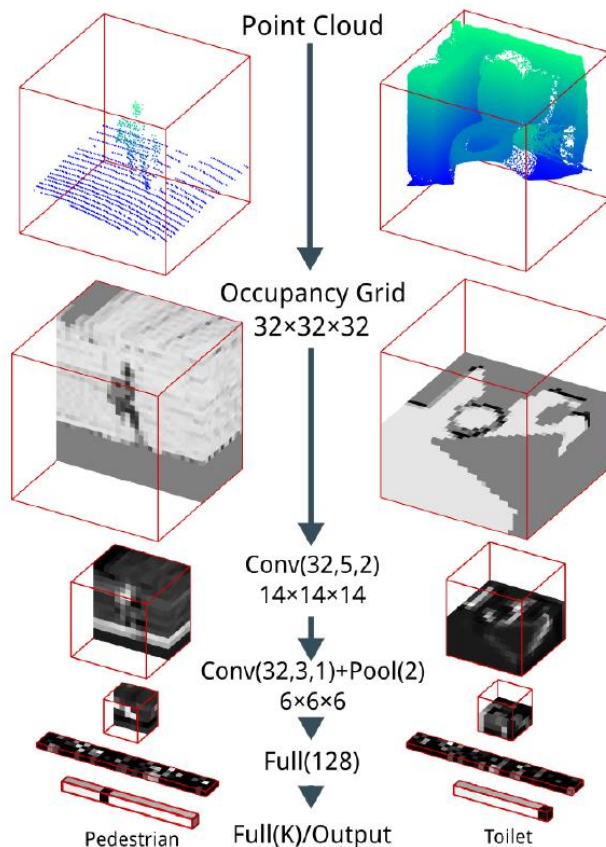 Point Cloud
Occupancy Grid
32×32×32
Conv(32,5,2)
14×14×14
Conv(32,3,1)+Pool(2)
6×6×6
Full(128)
Pedestrian
Full(K)/Output
Toilet